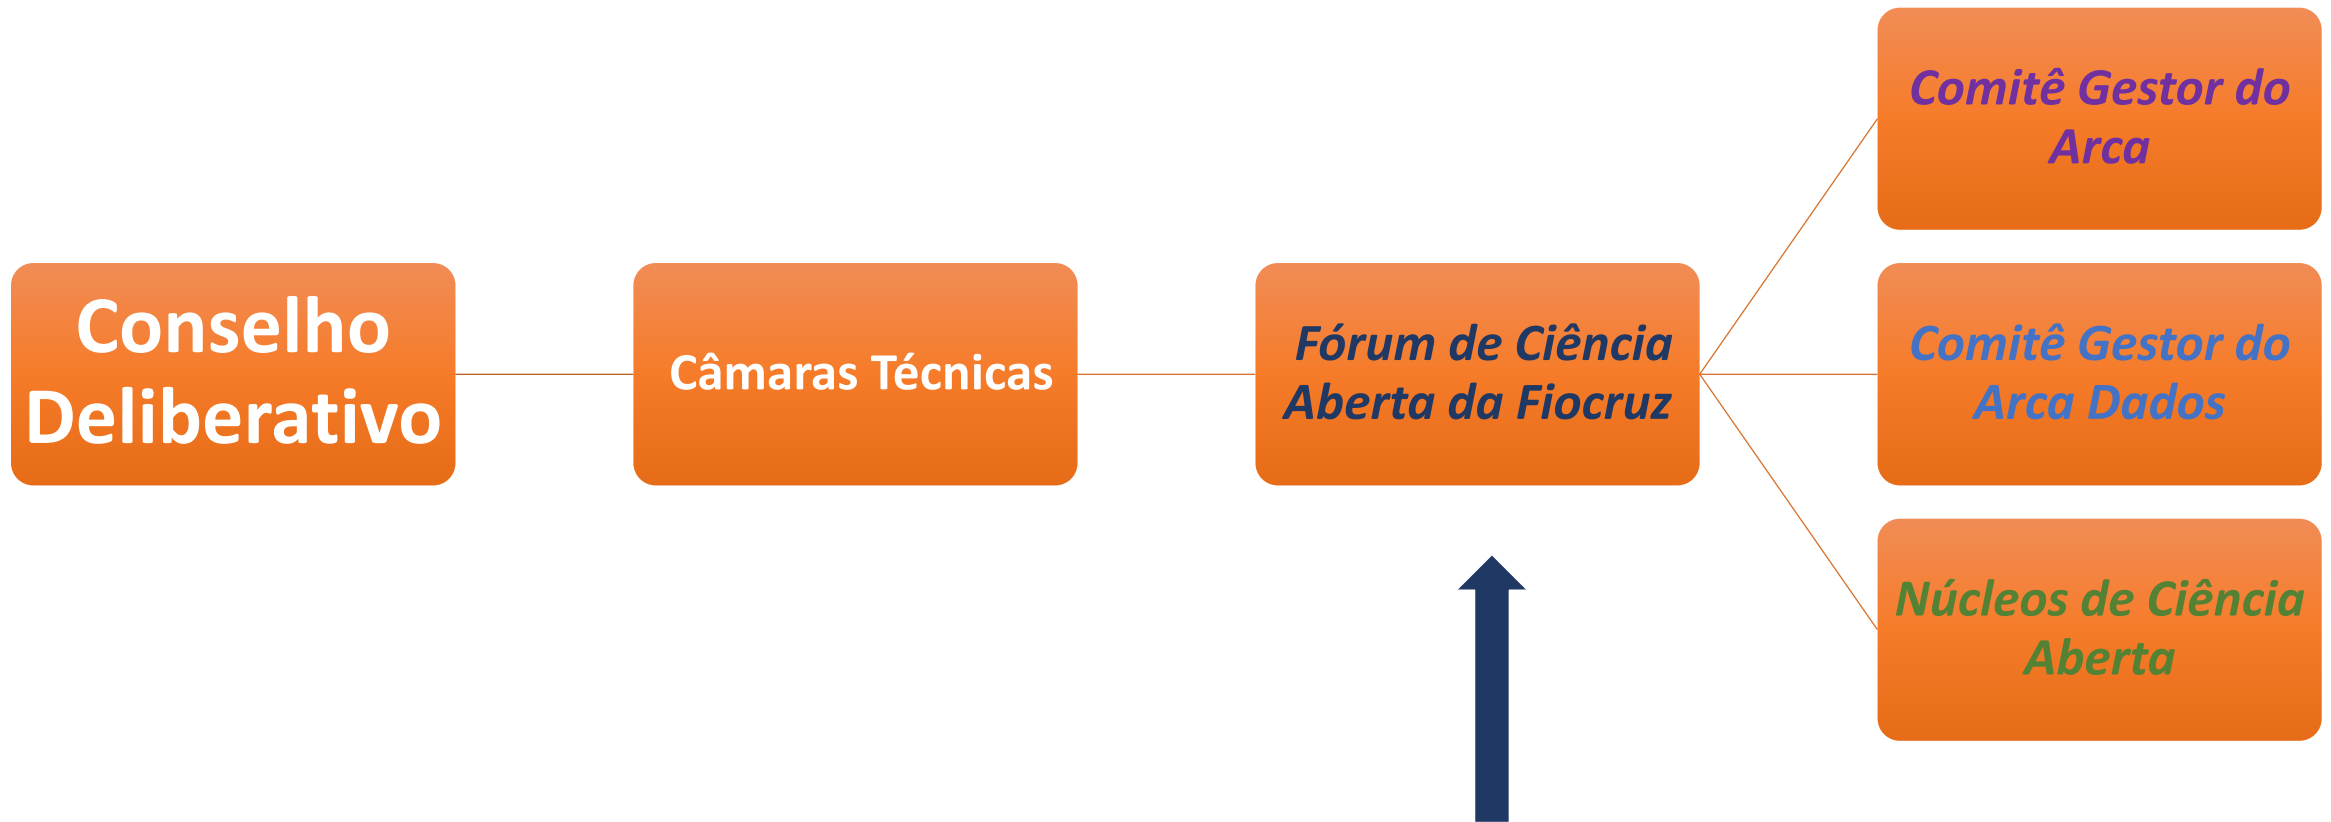 Conselho
Deliberativo
Câmaras Técnicas
Fórum de Ciência
Aberta da Fiocruz
Comitê Gestor do
Arca
Comitê Gestor do
Arca Dados
Núcleos de Ciência
Aberta